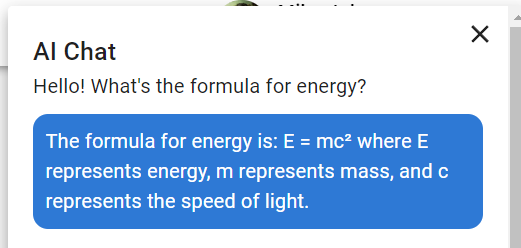 AI Chat
Hello! What's the formula for energy?
The formula for energy is: E = mc² where E
represents energy, m represents mass, and c
represents the speed of light.